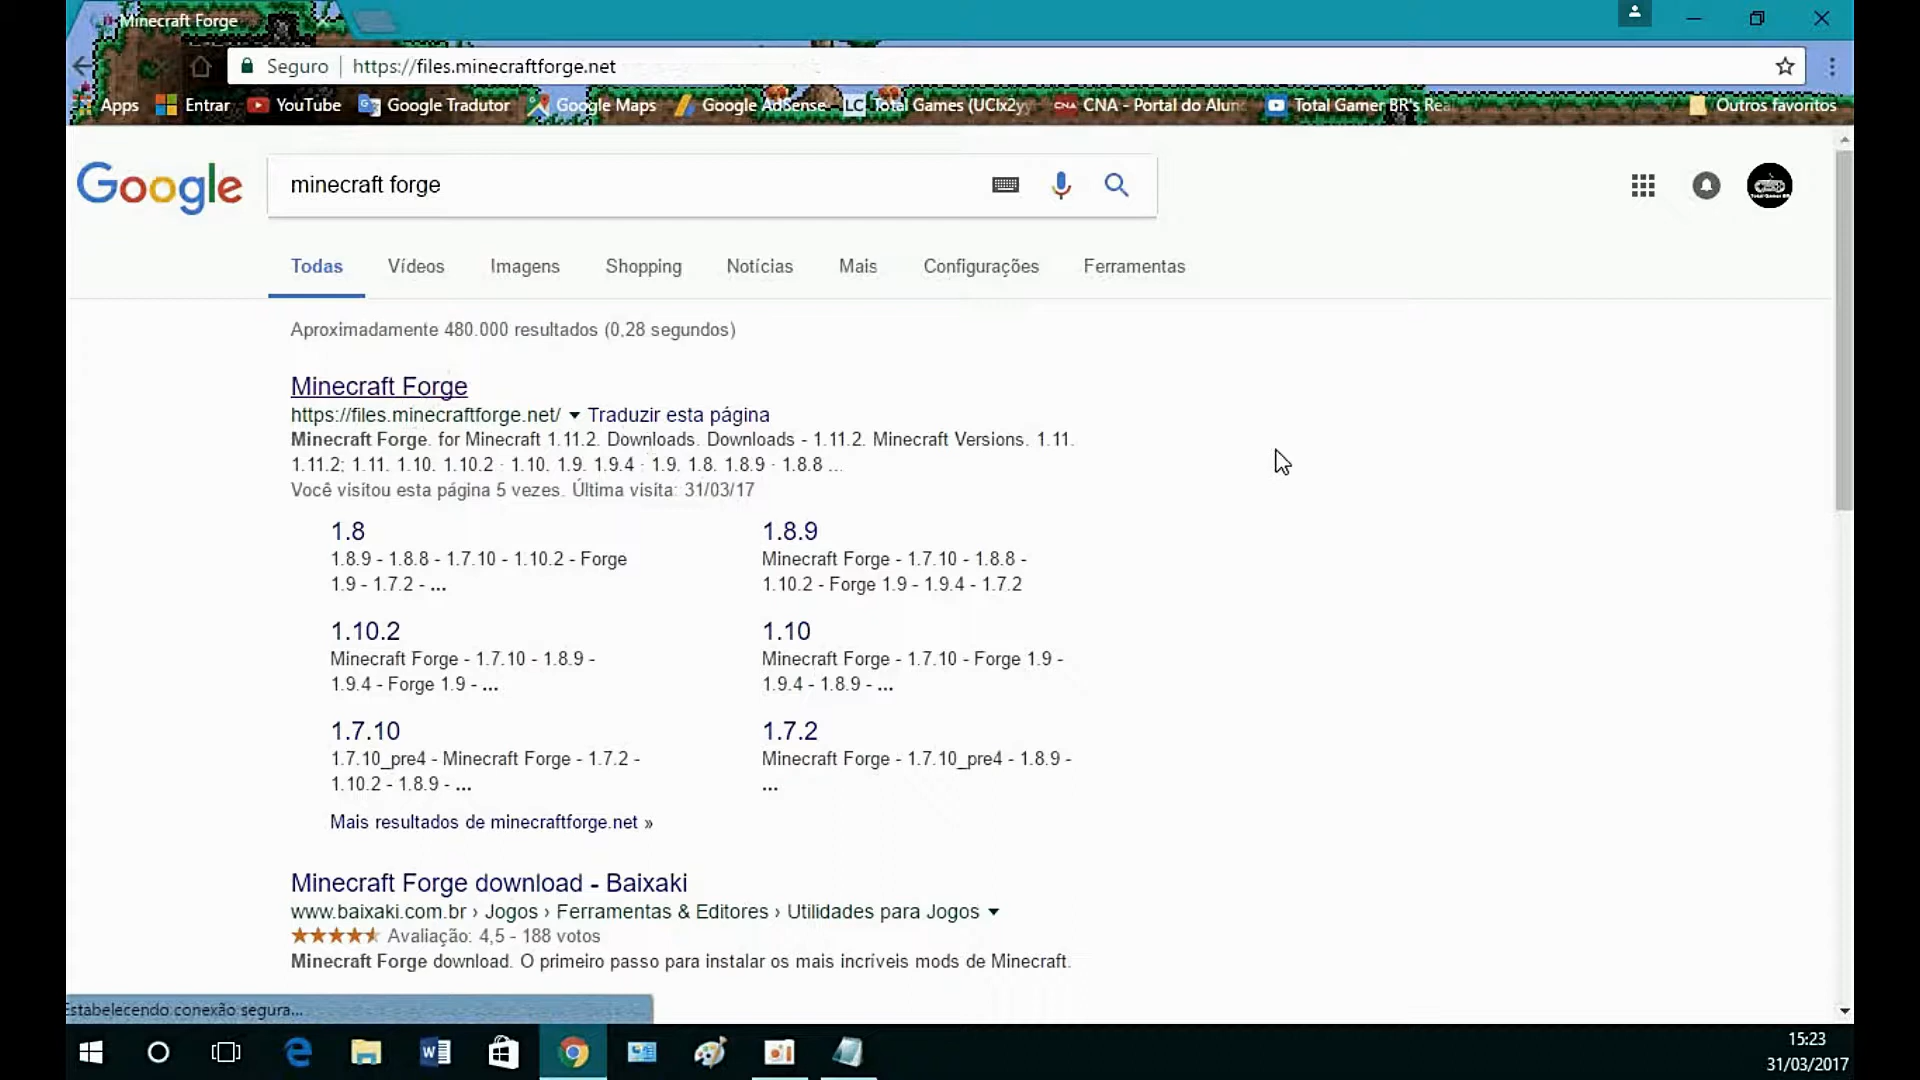 Minecraft Forge
Seguro https://files.minecraftforge.net
Apps Entrar YouTube Google Tradutor Google Maps Google AdSense LC Total Games (UCIx2yy CNA CNA - Portal do Alun Total Gamer BR's Rea Outros favoritos
Google minecraft forge
Todas Vídeos Imagens Shopping Notícias Mais Configurações Ferramentas
Aproximadamente 480.000 resultados (0,28 segundos)
Minecraft Forge
https://files.minecraftforge.net/ Traduzir esta página
Minecraft Forge. for Minecraft 1.11.2. Downloads. Downloads - 1.11.2. Minecraft Versions. 1.11.
1.11.2; 1.11. 1.10. 1.10.2 · 1.10. 1.9. 1.9.4 · 1.9. 1.8. 1.8.9 · 1.8.8 ...
Você visitou esta página 5 vezes. Última visita: 31/03/17
1.8
1.8.9 - 1.8.8 - 1.7.10 - 1.10.2 - Forge
1.9 - 1.7.2 - ...
1.8.9
Minecraft Forge - 1.7.10 - 1.8.8 -
1.10.2 - Forge 1.9 - 1.9.4 - 1.7.2
1.10.2
Minecraft Forge - 1.7.10 - 1.8.9 -
1.9.4 - Forge 1.9 - ...
1.10
Minecraft Forge - 1.7.10 - Forge 1.9 -
1.9.4 - 1.8.9 - ...
1.7.10
1.7.10_pre4 - Minecraft Forge - 1.7.2 -
1.10.2 - 1.8.9 - ...
1.7.2
Minecraft Forge - 1.7.10_pre4 - 1.8.9 -
...
Mais resultados de minecraftforge.net »
Minecraft Forge download - Baixaki
www.baixaki.com.br › Jogos › Ferramentas & Editores › Utilidades para Jogos
Avaliação: 4,5 - 188 votos
Minecraft Forge download. O primeiro passo para instalar os mais incríveis mods de Minecraft.
Estabelecendo conexão segura...
15:23
31/03/2017